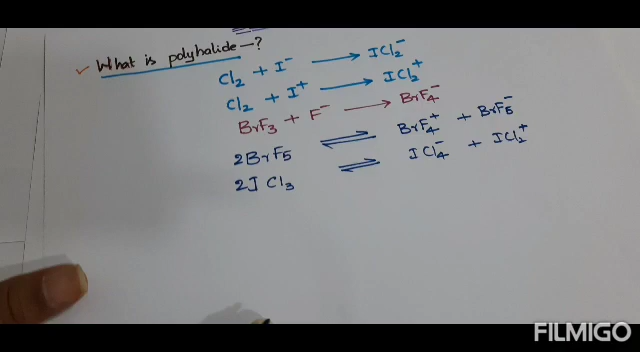 ✓ What is polyhalide —?
Cl₂ + I⁻ ⟶ ICl₂⁻
Cl₂ + I⁺ ⟶ ICl₂⁺
BrF₃ + F⁻ ⟶ BrF₄⁻
2BrF₅ ⇌ BrF₄⁺ + BrF₅⁻
2ICl₃ ⇌ ICl₄⁻ + ICl₂⁺
FILMIGO